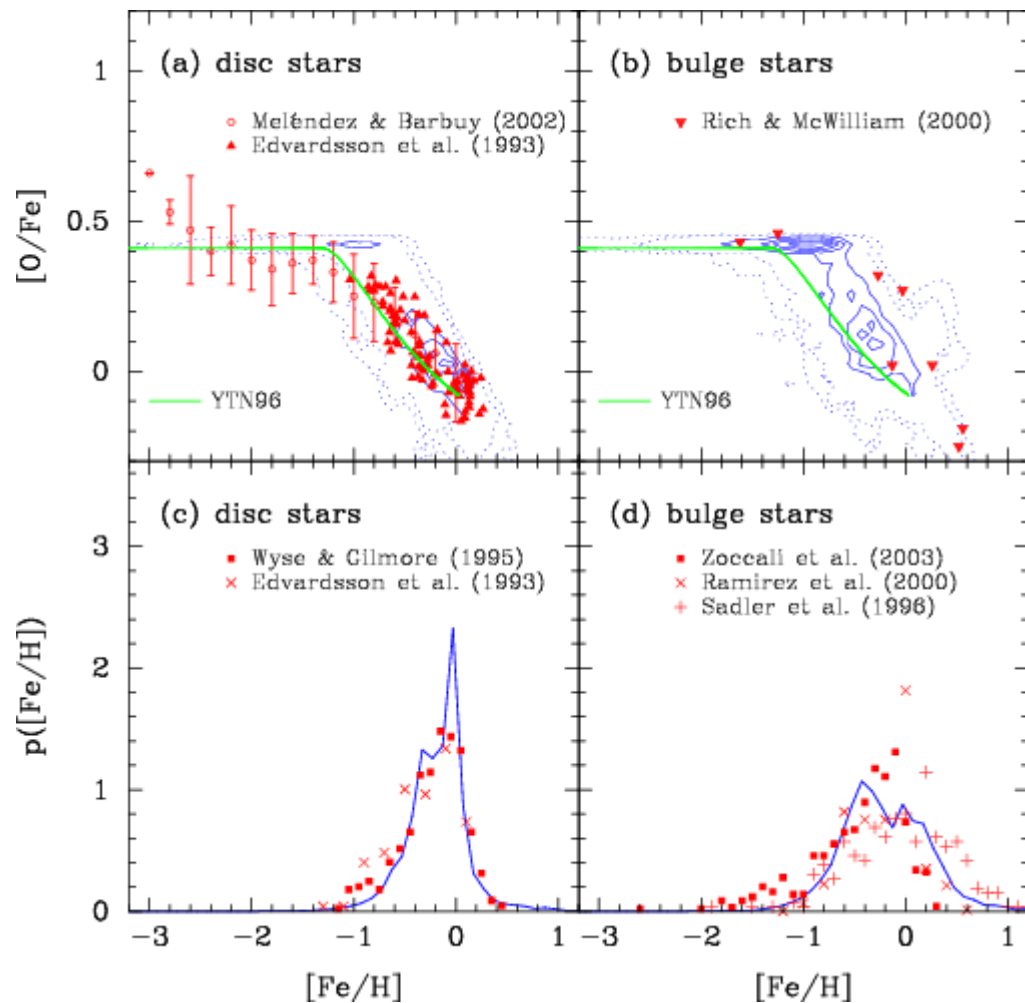 (a) disc stars
Meléndez & Barbuy (2002)
Edvardsson et al. (1993)
YTN96
(b) bulge stars
Rich & McWilliam (2000)
YTN96
1
0.5
0
[O/Fe]
(c) disc stars
Wyse & Gilmore (1995)
Edvardsson et al. (1993)
(d) bulge stars
Zoccali et al. (2003)
Ramirez et al. (2000)
Sadler et al. (1996)
3
2
1
0
p([Fe/H])
−3 −2 −1 0 −3 −2 −1 0 1
[Fe/H] [Fe/H]